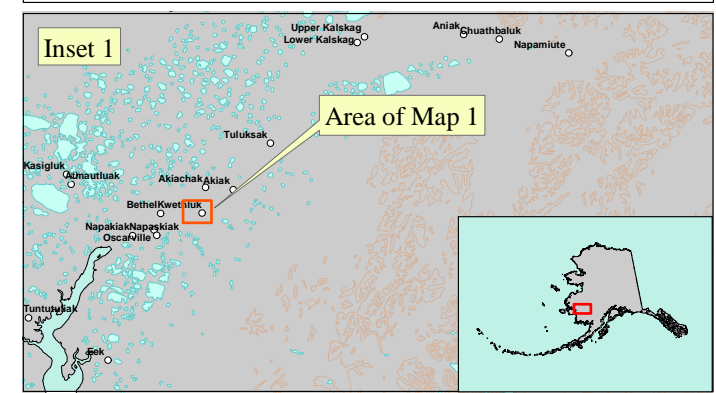 Inset 1
Upper Kalskag
Lower Kalskag
Aniak
Chuathbaluk
Napamiute
Area of Map 1
Tuluksak
Kasigluk
Atmautluak
Akiachak
Akiak
Bethel
Kwethluk
Napakiak
Napaskiak
Oscarville
Tuntutuliak
Eek